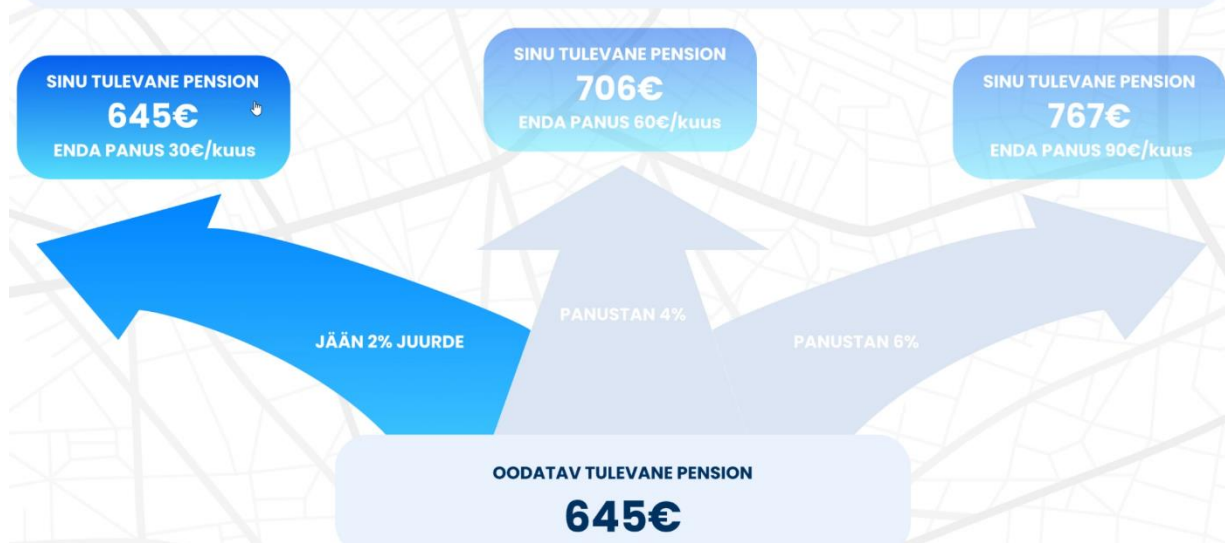 SINU TULEVANE PENSION
645€
ENDA PANUS 30€/kuus
SINU TULEVANE PENSION
706€
ENDA PANUS 60€/kuus
SINU TULEVANE PENSION
767€
ENDA PANUS 90€/kuus
JÄÄN 2% JUURDE
PANUSTAN 4%
PANUSTAN 6%
OODATAV TULEVANE PENSION
645€